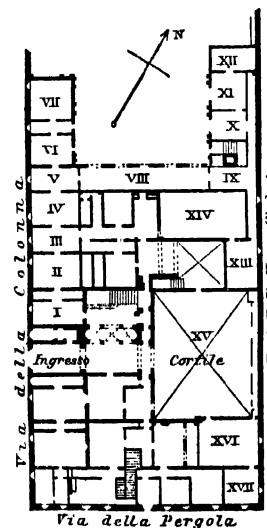 N
XII
VII
XI
X
VI
V
VIII
IX
IV
XIV
III
XIII
II
I
XV
Ingresso
Cortile
XVI
XVII
Via della Colonna
Via della Pergola